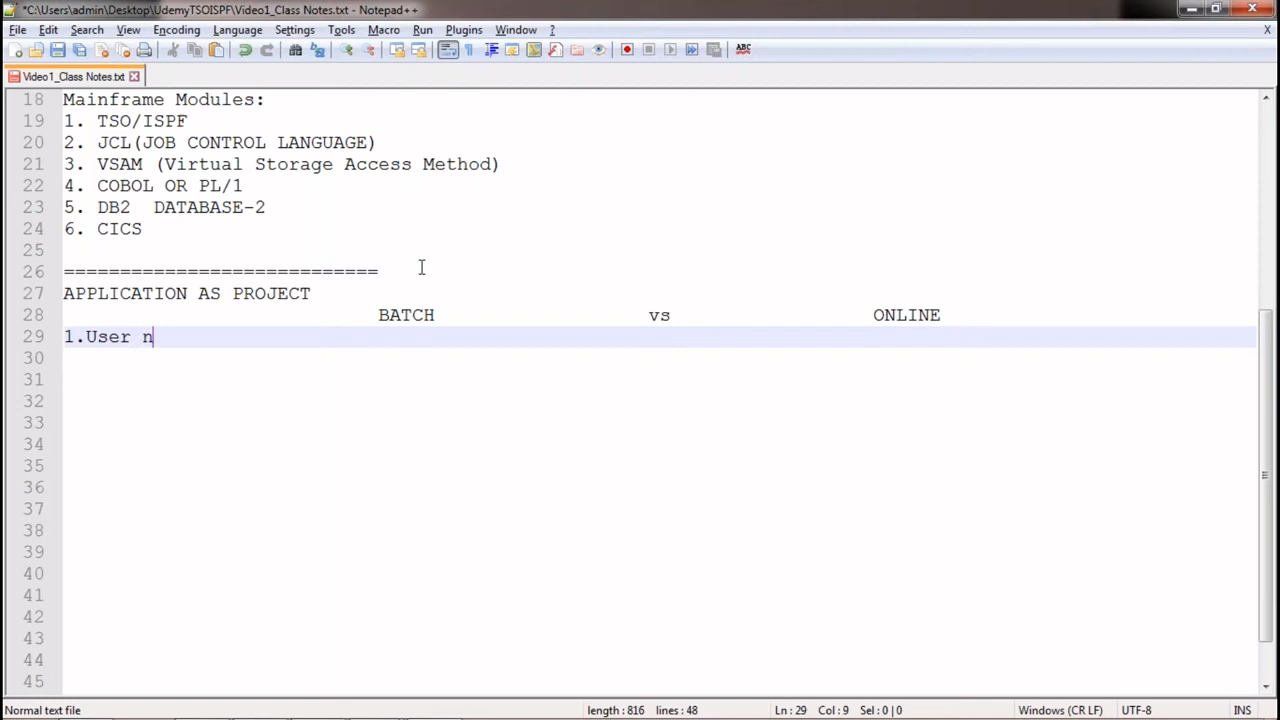 *C:\Users\admin\Desktop\UdemyTSOISPF\Video1_Class Notes.txt - Notepad++
File Edit Search View Encoding Language Settings Tools Macro Run Plugins Window ? X
ABC
Video1_Class Notes.txt
18 Mainframe Modules:
19 1. TSO/ISPF
20 2. JCL(JOB CONTROL LANGUAGE)
21 3. VSAM (Virtual Storage Access Method)
22 4. COBOL OR PL/1
23 5. DB2  DATABASE-2
24 6. CICS
25
26 ============================
27 APPLICATION AS PROJECT
28 BATCH vs ONLINE
29 1.User n
30
31
32
33
34
35
36
37
38
39
40
41
42
43
44
45
Normal text file length : 816 lines : 48 Ln : 29 Col : 9 Sel : 0 | 0 Windows (CR LF) UTF-8 INS